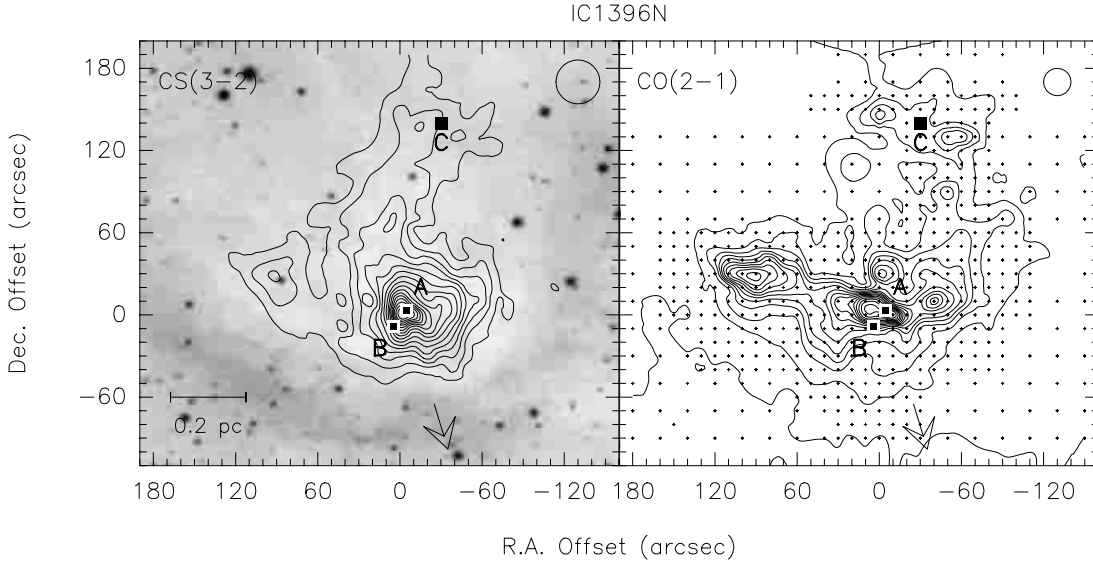 IC1396N
CS(3−2)
CO(2−1)
C
C
A
A
B
B
0.2 pc
180
120
60
0
−60
180 120 60 0 −60 −120
180 120 60 0 −60 −120
Dec. Offset (arcsec)
R.A. Offset (arcsec)